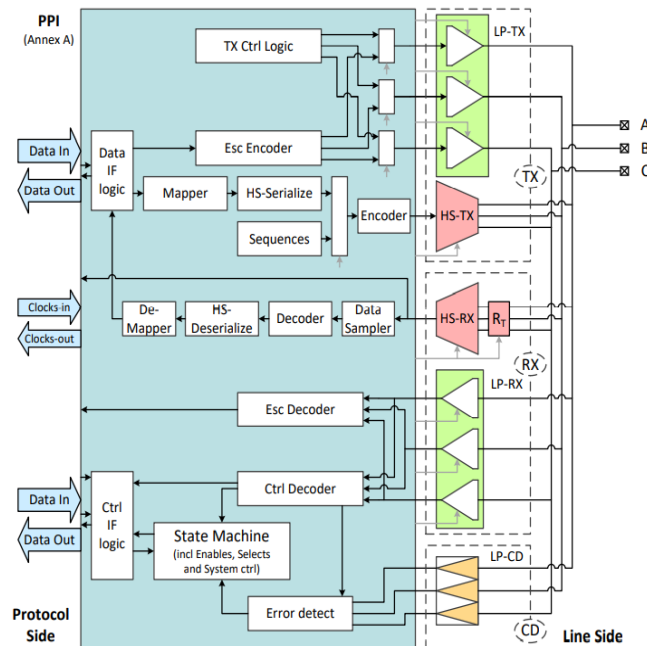 PPI
(Annex A)
TX Ctrl Logic
LP-TX
A
B
C
Data In
Data Out
Data
IF
logic
Esc Encoder
TX
Mapper
HS-Serialize
Sequences
Encoder
HS-TX
Clocks-in
Clocks-out
De-
Mapper
HS-
Deserialize
Decoder
Data
Sampler
HS-RX
RT
RX
LP-RX
Esc Decoder
Data In
Data Out
Ctrl
IF
logic
Ctrl Decoder
State Machine
(incl Enables, Selects
and System ctrl)
Error detect
LP-CD
CD
Protocol
Side
Line Side